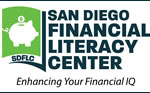 SAN DIEGO
FINANCIAL
LITERACY
CENTER
SDFLC
Enhancing Your Financial IQ